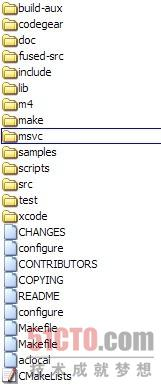 build-aux
codegear
doc
fused-src
include
lib
m4
make
msvc
samples
scripts
src
test
xcode
CHANGES
configure
CONTRIBUTORS
COPYING
README
configure
Makefile
Makefile
aclocal
CMakeLists
51CTO.com
技术成就梦想